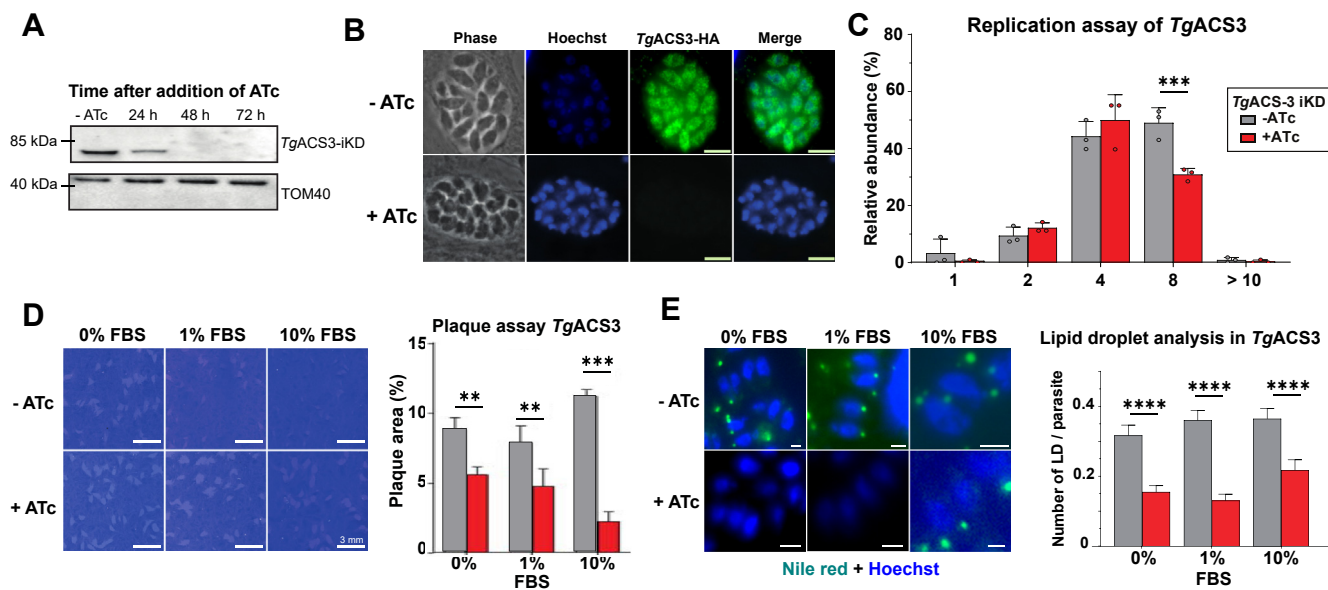 A
Time after addition of ATc
- ATc 24 h 48 h 72 h
85 kDa
TgACS3-iKD
40 kDa
TOM40
B
Phase Hoechst TgACS3-HA Merge
- ATc
+ ATc
C
Replication assay of TgACS3
Relative abundance (%)
80
60
40
20
0
***
1 2 4 8 > 10
TgACS-3 iKD
-ATc
+ATc
D
0% FBS 1% FBS 10% FBS
- ATc
+ ATc
3 mm
Plaque assay TgACS3
Plaque area (%)
15
10
5
0
** ** ***
0% 1% 10%
FBS
E
0% FBS 1% FBS 10% FBS
- ATc
+ ATc
Nile red + Hoechst
Lipid droplet analysis in TgACS3
Number of LD / parasite
0.4
0.2
0.0
**** **** ****
0% 1% 10%
FBS